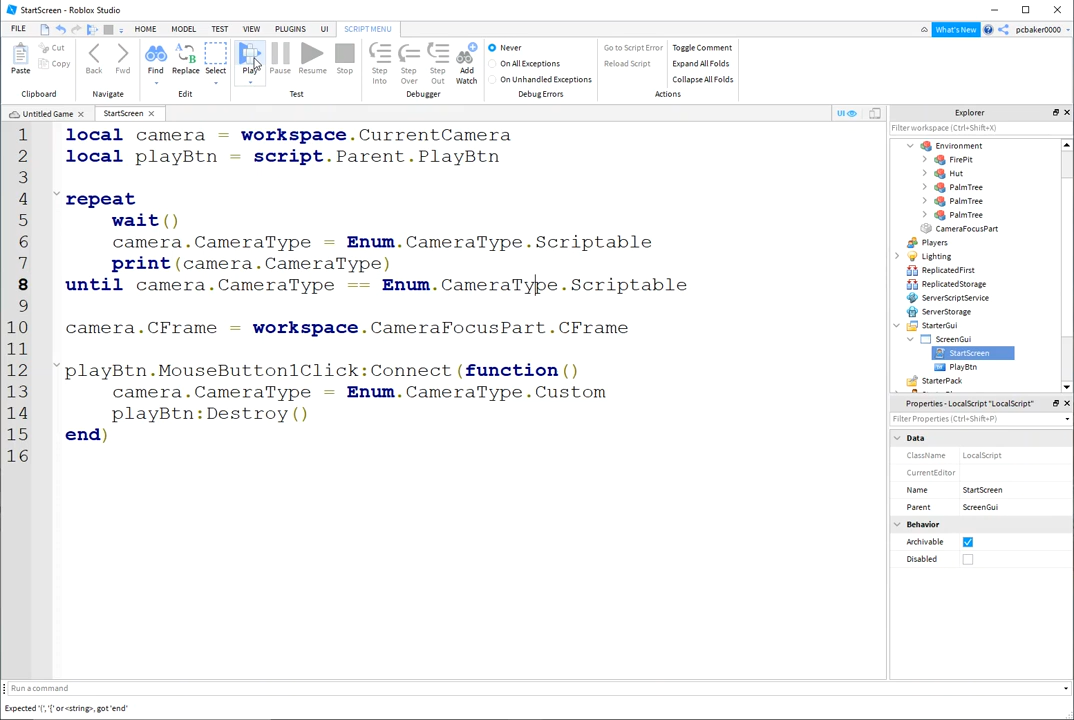 StartScreen - Roblox Studio
FILE HOME MODEL TEST VIEW PLUGINS UI SCRIPT MENU What's New pcbaker0000
Paste Cut Copy Back Fwd Find Replace Select Play Pause Resume Stop Step Into Step Over Step Out Add Watch Never On All Exceptions On Unhandled Exceptions Go to Script Error Reload Script Toggle Comment Expand All Folds Collapse All Folds
Clipboard Navigate Edit Test Debugger Debug Errors Actions
Untitled Game StartScreen UI
1 local camera = workspace.CurrentCamera
2 local playBtn = script.Parent.PlayBtn
3
4 repeat
5 wait()
6 camera.CameraType = Enum.CameraType.Scriptable
7 print(camera.CameraType)
8 until camera.CameraType == Enum.CameraType.Scriptable
9
10 camera.CFrame = workspace.CameraFocusPart.CFrame
11
12 playBtn.MouseButton1Click:Connect(function()
13 camera.CameraType = Enum.CameraType.Custom
14 playBtn:Destroy()
15 end)
16
Explorer
Filter workspace (Ctrl+Shift+X)
Environment
FirePit
Hut
PalmTree
PalmTree
PalmTree
CameraFocusPart
Players
Lighting
ReplicatedFirst
ReplicatedStorage
ServerScriptService
ServerStorage
StarterGui
ScreenGui
StartScreen
PlayBtn
StarterPack
Properties - LocalScript "LocalScript"
Filter Properties (Ctrl+Shift+P)
Data
ClassName LocalScript
CurrentEditor
Name StartScreen
Parent ScreenGui
Behavior
Archivable
Disabled
Run a command
Expected '(', '{' or <string>, got 'end'